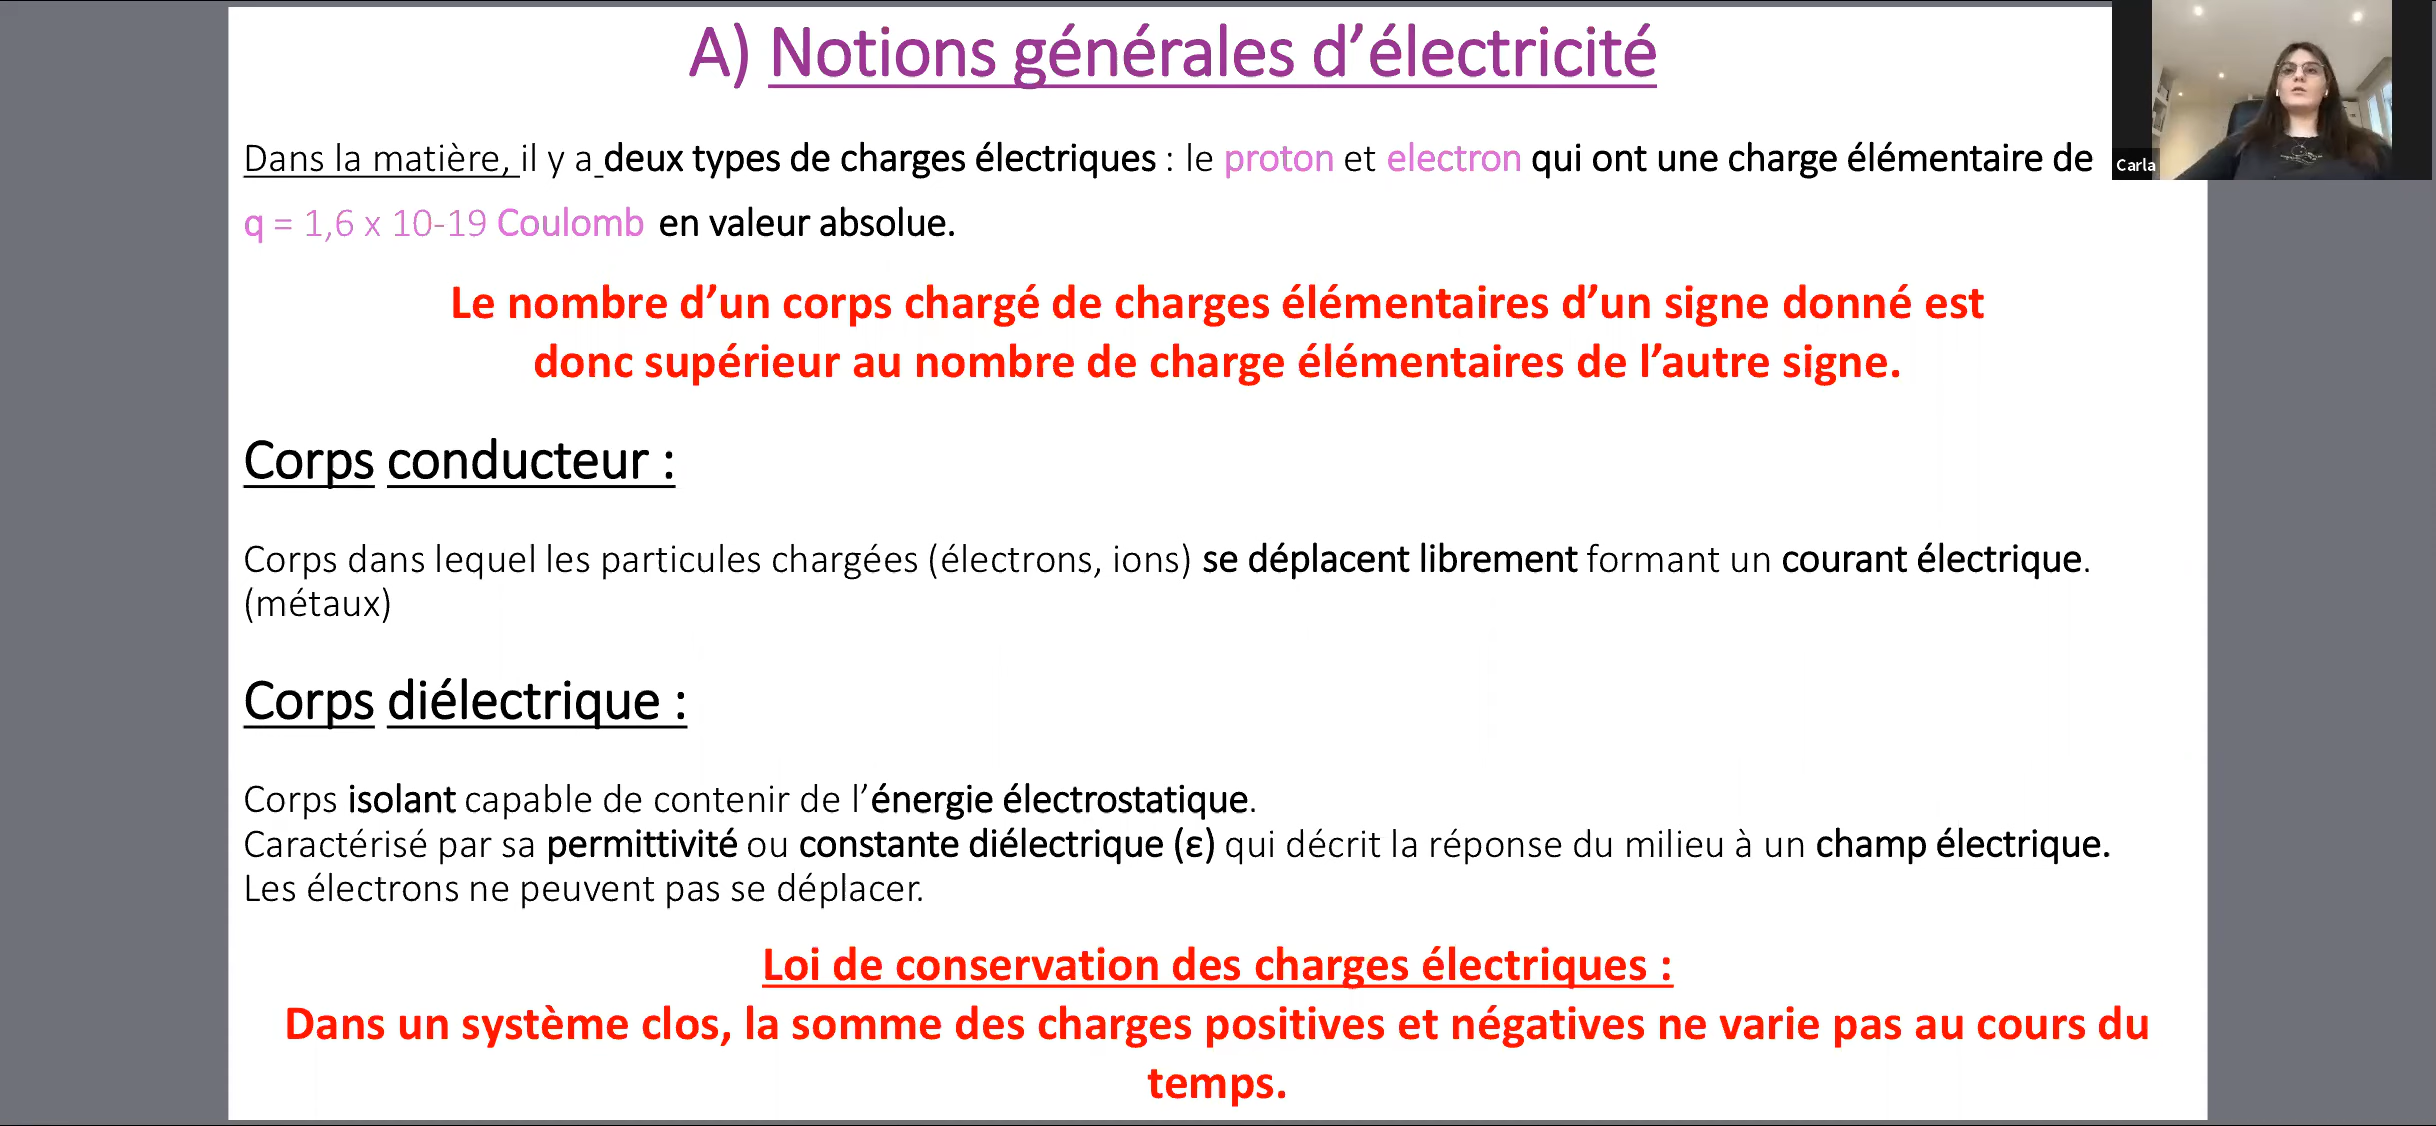 A) Notions générales d’électricité
Dans la matière, il y a deux types de charges électriques : le proton et electron qui ont une charge élémentaire de
Carla
q = 1,6 x 10-19 Coulomb en valeur absolue.
Le nombre d’un corps chargé de charges élémentaires d’un signe donné est
donc supérieur au nombre de charge élémentaires de l’autre signe.
Corps conducteur :
Corps dans lequel les particules chargées (électrons, ions) se déplacent librement formant un courant électrique.
(métaux)
Corps diélectrique :
Corps isolant capable de contenir de l’énergie électrostatique.
Caractérisé par sa permittivité ou constante diélectrique (ε) qui décrit la réponse du milieu à un champ électrique.
Les électrons ne peuvent pas se déplacer.
Loi de conservation des charges électriques :
Dans un système clos, la somme des charges positives et négatives ne varie pas au cours du
temps.